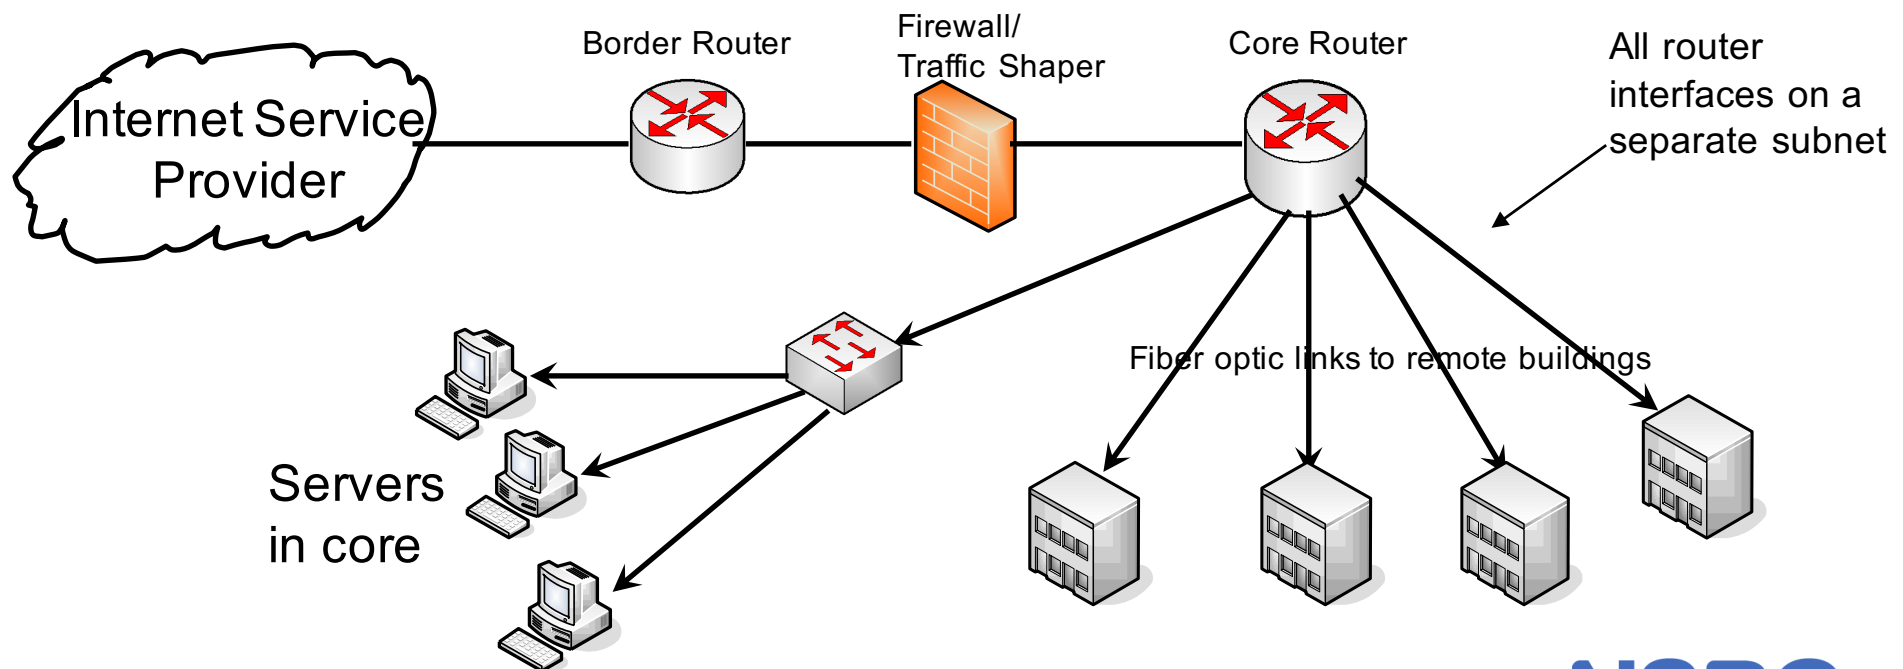 Border Router
Firewall/
Traffic Shaper
Core Router
All router
interfaces on a
separate subnet
Internet Service
Provider
Fiber optic links to remote buildings
Servers
in core